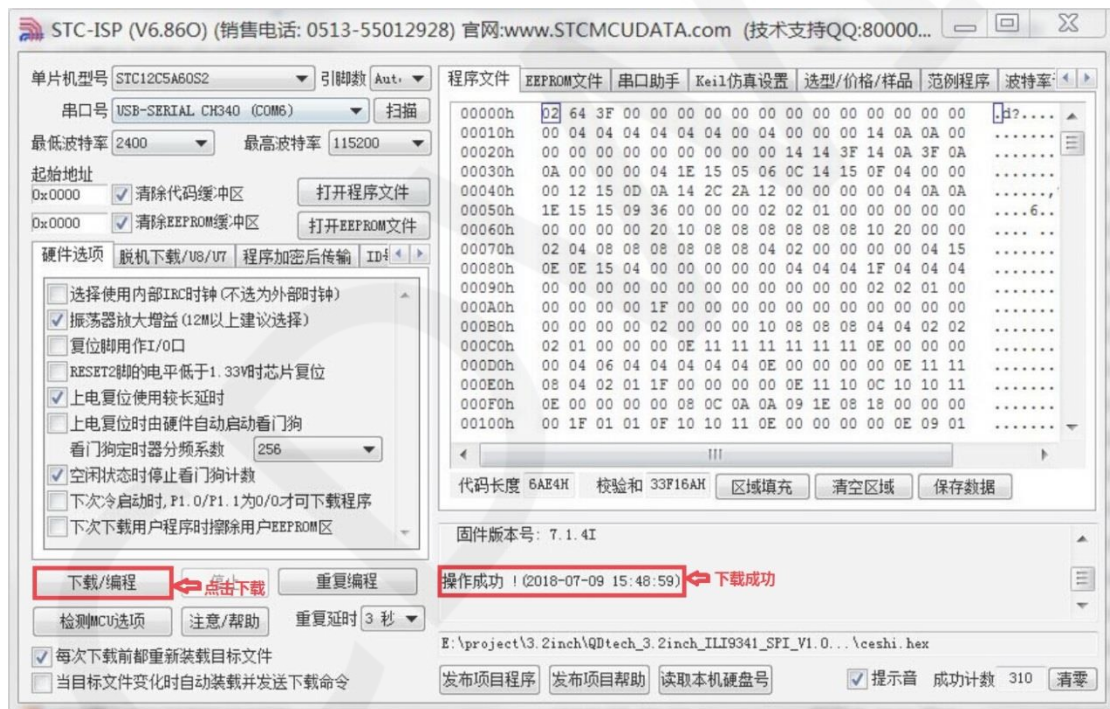 STC-ISP (V6.86O) (销售电话: 0513-55012928) 官网:www.STCMCUDATA.com (技术支持QQ:80000...
单片机型号 STC12C5A60S2 引脚数 Aut·
串口号 USB-SERIAL CH340 (COM6) 扫描
最低波特率 2400 最高波特率 115200
起始地址
0x0000 清除代码缓冲区 打开程序文件
0x0000 清除EEPROM缓冲区 打开EEPROM文件
硬件选项 脱机下载/U8/U7 程序加密后传输
选择使用内部IRC时钟(不选为外部时钟)
振荡器放大增益(12M以上建议选择)
复位脚用作I/O口
RESET2脚的电平低于1.33V时芯片复位
上电复位使用较长延时
上电复位时由硬件自动启动看门狗
看门狗定时器分频系数 256
空闲状态时停止看门狗计数
下次冷启动时,P1.0/P1.1为0/0才可下载程序
下次下载用户程序时擦除用户EEPROM区
下载/编程 点击下载 重复编程
检测MCU选项 注意/帮助 重复延时 3 秒
每次下载前都重新装载目标文件
当目标文件变化时自动装载并发送下载命令
程序文件 EEPROM文件 串口助手 Keil仿真设置 选型/价格/样品 范例程序 波特率
00000h 02 64 3F 00 00 00 00 00 00 00 00 00 00 00 00 00 .d?....
00010h 00 04 04 04 04 04 04 00 04 00 00 00 14 0A 0A 00 .......
00020h 00 00 00 00 00 00 00 00 00 14 14 3F 14 0A 3F 0A .......
00030h 0A 00 00 00 04 1E 15 05 06 0C 14 15 0F 04 00 00 .......
00040h 00 12 15 0D 0A 14 2C 2A 12 00 00 00 00 04 0A 0A ......,
00050h 1E 15 15 09 36 00 00 00 02 02 01 00 00 00 00 00 ....6..
00060h 00 00 00 00 20 10 08 08 08 08 08 08 10 20 00 00 .......
00070h 02 04 08 08 08 08 08 08 04 02 00 00 00 00 04 15 .......
00080h 0E 0E 15 04 00 00 00 00 00 04 04 04 1F 04 04 04 .......
00090h 00 00 00 00 00 00 00 00 00 00 00 02 02 01 00 00 .......
000A0h 00 00 00 00 1F 00 00 00 00 00 00 00 00 00 00 00 .......
000B0h 00 00 00 00 02 00 00 00 10 08 08 08 04 04 02 02 .......
000C0h 02 01 00 00 00 0E 11 11 11 11 11 11 0E 00 00 00 .......
000D0h 00 04 06 04 04 04 04 04 0E 00 00 00 00 0E 11 11 .......
000E0h 08 04 02 01 1F 00 00 00 00 0E 11 10 0C 10 10 11 .......
000F0h 0E 00 00 00 00 08 0C 0A 0A 09 1E 08 18 00 00 00 .......
00100h 00 1F 01 01 0F 10 10 11 0E 00 00 00 00 0E 09 01 .......
代码长度 6AE4H 校验和 33F16AH 区域填充 清空区域 保存数据
固件版本号: 7.1.4I
操作成功 !(2018-07-09 15:48:59) 下载成功
E:\project\3.2inch\QDtech_3.2inch_ILI9341_SPI_V1.0...\ceshi.hex
发布项目程序 发布项目帮助 读取本机硬盘号 提示音 成功计数 310 清零